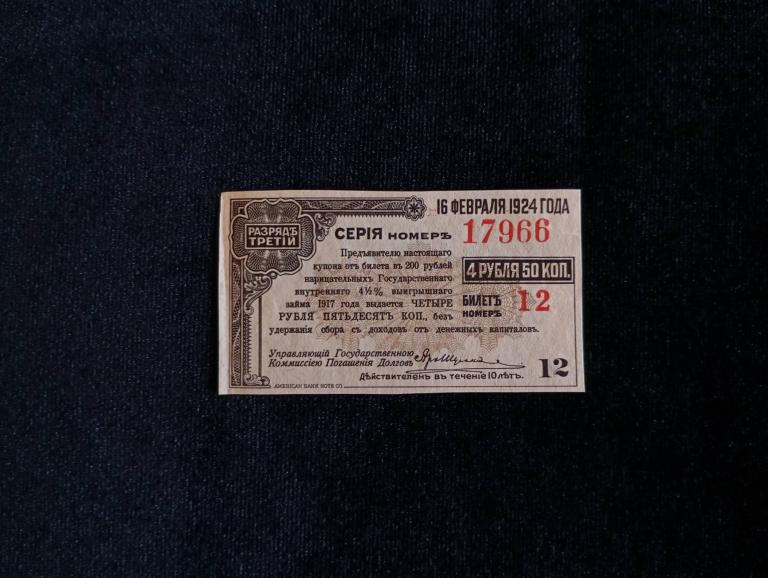 16 ФЕВРАЛЯ 1924 ГОДА
РАЗРЯДЪ
ТРЕТІЙ
СЕРІЯ НОМЕРЪ 17966
Предъявителю настоящаго
купона отъ билета въ 200 рублей
нарицательныхъ Государственнаго
внутренняго 4½% выигрышнаго
займа 1917 года выдается ЧЕТЫРЕ
РУБЛЯ ПЯТЬДЕСЯТЪ КОП., безъ
удержанія сбора съ доходовъ отъ денежныхъ капиталовъ.
4 РУБЛЯ 50 КОП.
БИЛЕТЪ
НОМЕРЪ 12
Управляющій Государственною
Коммиссіею Погашенія Долговъ
Действителенъ въ теченіе 10 лѣтъ.
12
AMERICAN BANK NOTE CO.